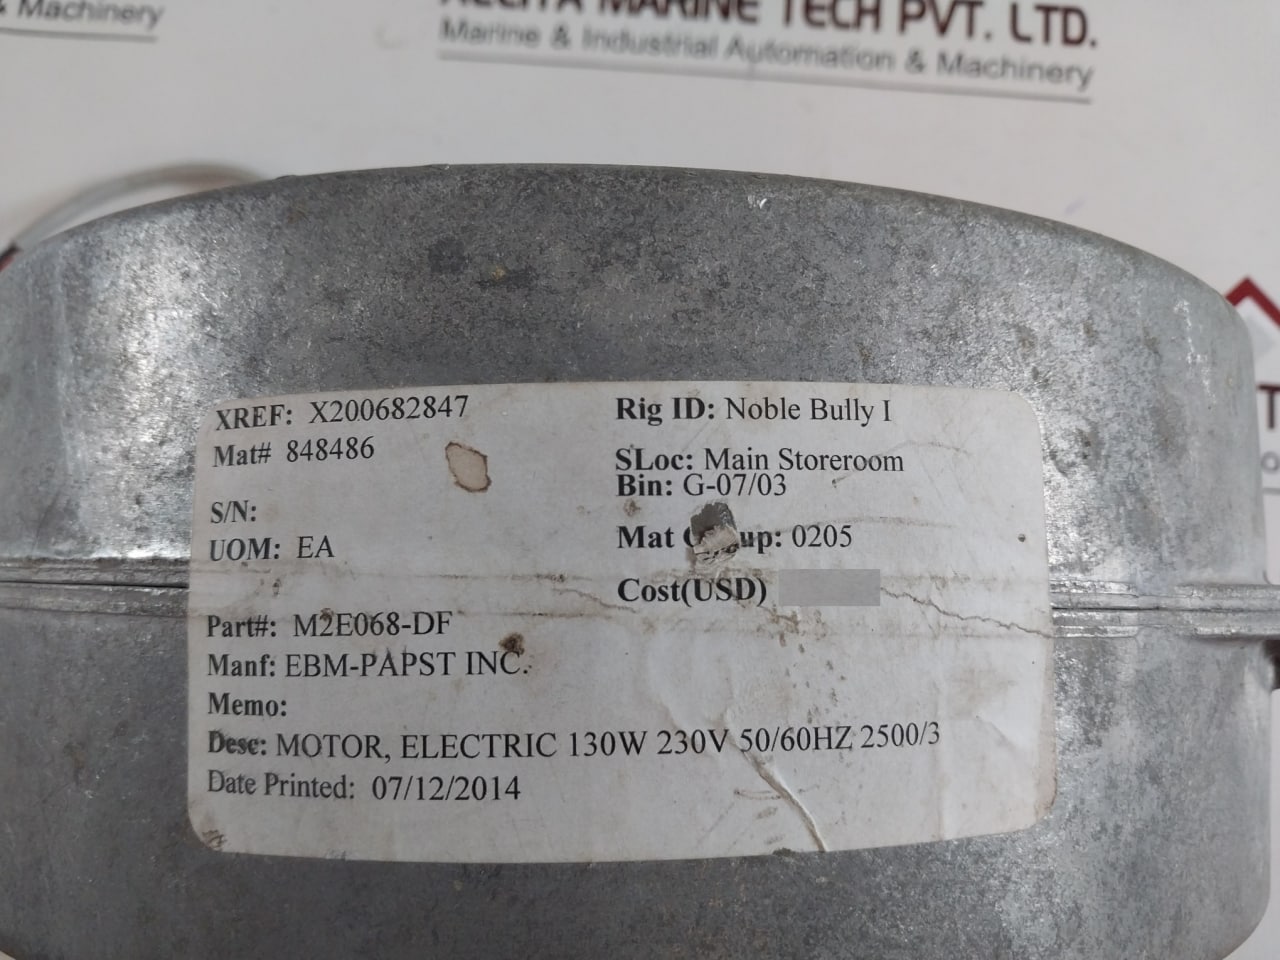 & Machinery
MARINE TECH PVT. LTD.
Marine & Industrial Automation & Machinery
XREF: X200682847
Rig ID: Noble Bully I
Mat# 848486
SLoc: Main Storeroom
Bin: G-07/03
S/N:
Mat up: 0205
UOM: EA
Cost(USD)
Part#: M2E068-DF
Manf: EBM-PAPST INC.
Memo:
Desc: MOTOR, ELECTRIC 130W 230V 50/60HZ 2500/3
Date Printed: 07/12/2014